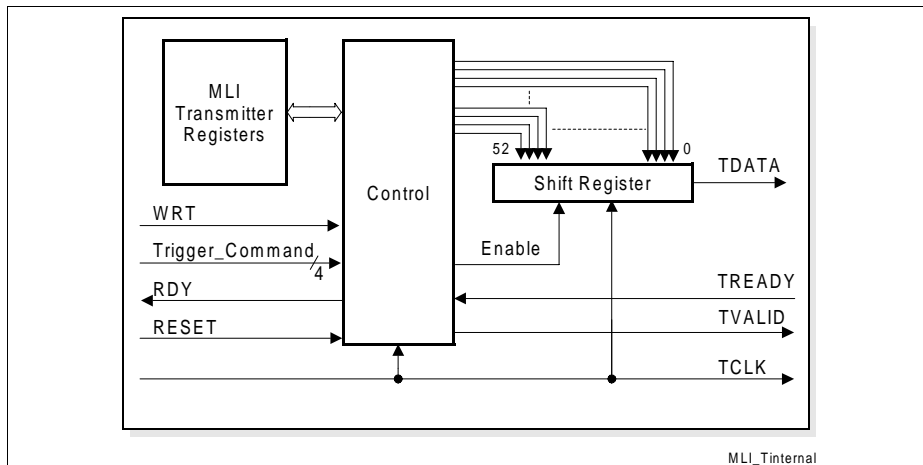 MLI
Transmitter
Registers
Control
52
0
Shift Register
TDATA
WRT
Trigger_Command
4
Enable
RDY
TREADY
RESET
TVALID
TCLK
MLI_Tinternal